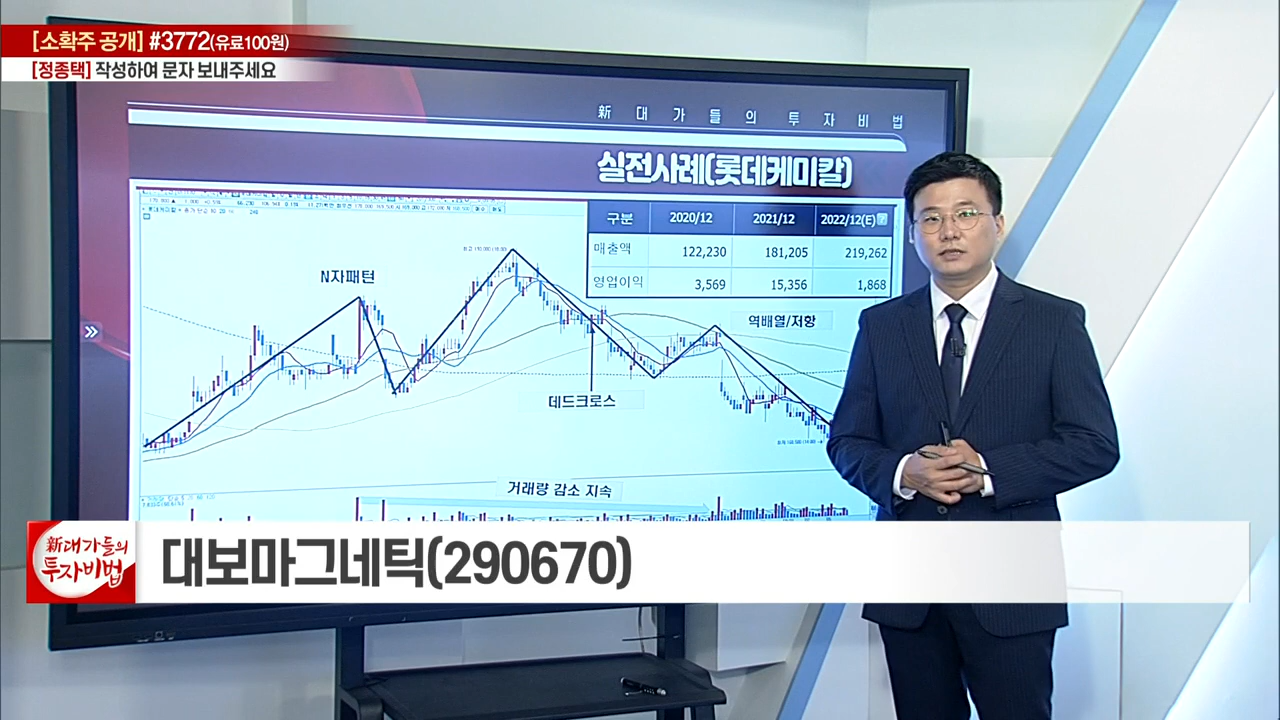 [소확주 공개] #3772(유료100원)
[정종택] 작성하여 문자 보내주세요
新 대 가 들 의 투 자 비 법
실전사례(롯데케미칼)
구분 2020/12 2021/12 2022/12(E)
매출액 122,230 181,205 219,262
영업이익 3,569 15,356 1,868
N자패턴
역배열/저항
데드크로스
거래량 감소 지속
新대가들의
투자비법
대보마그네틱(290670)